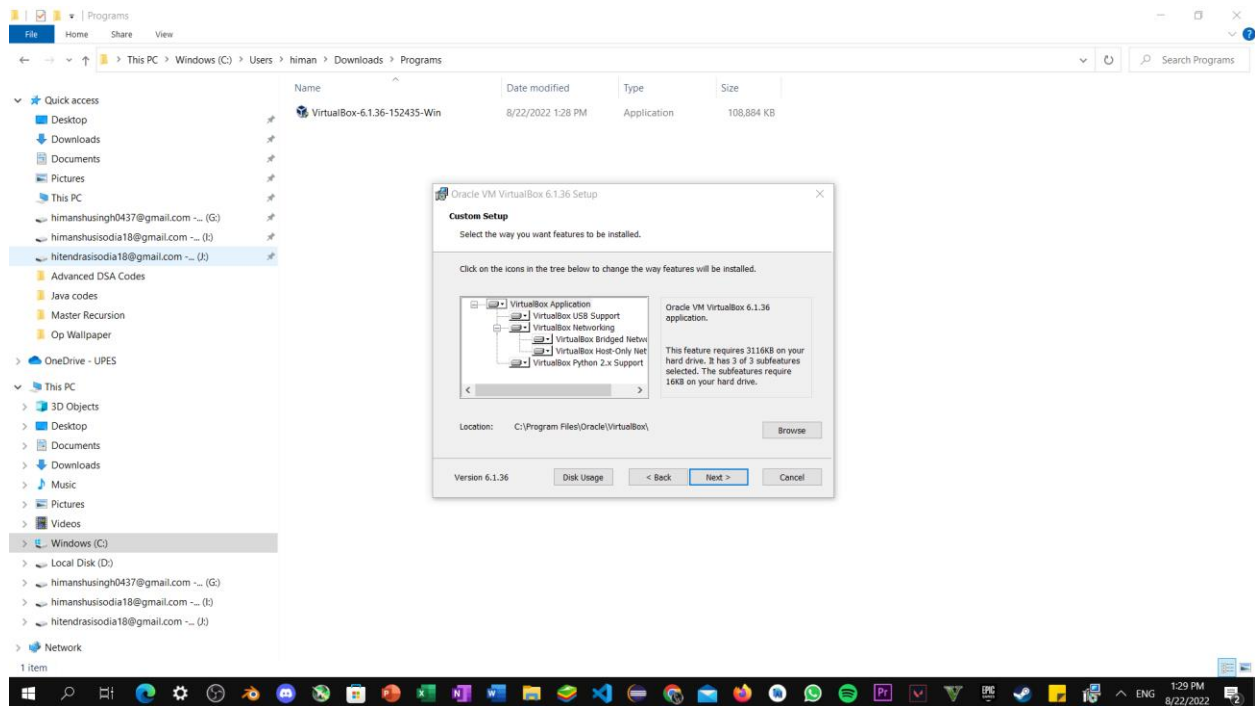 Programs
File Home Share View
This PC > Windows (C:) > Users > himan > Downloads > Programs
Search Programs
Name Date modified Type Size
VirtualBox-6.1.36-152435-Win 8/22/2022 1:28 PM Application 108,884 KB
Quick access
Desktop
Downloads
Documents
Pictures
This PC
himanshusingh0437@gmail.com -... (G:)
himanshusisodia18@gmail.com -... (I:)
hitendrasisodia18@gmail.com -... (J:)
Advanced DSA Codes
Java codes
Master Recursion
Op Wallpaper
OneDrive - UPES
This PC
3D Objects
Desktop
Documents
Downloads
Music
Pictures
Videos
Windows (C:)
Local Disk (D:)
himanshusingh0437@gmail.com -... (G:)
himanshusisodia18@gmail.com -... (I:)
hitendrasisodia18@gmail.com -... (J:)
Network
1 item
Oracle VM VirtualBox 6.1.36 Setup
Custom Setup
Select the way you want features to be installed.
Click on the icons in the tree below to change the way features will be installed.
VirtualBox Application
VirtualBox USB Support
VirtualBox Networking
VirtualBox Bridged Netw
VirtualBox Host-Only Net
VirtualBox Python 2.x Support
Oracle VM VirtualBox 6.1.36
application.
This feature requires 3116KB on your
hard drive. It has 3 of 3 subfeatures
selected. The subfeatures require
16KB on your hard drive.
Location: C:\Program Files\Oracle\VirtualBox\
Browse
Version 6.1.36 Disk Usage < Back Next > Cancel
ENG
1:29 PM
8/22/2022